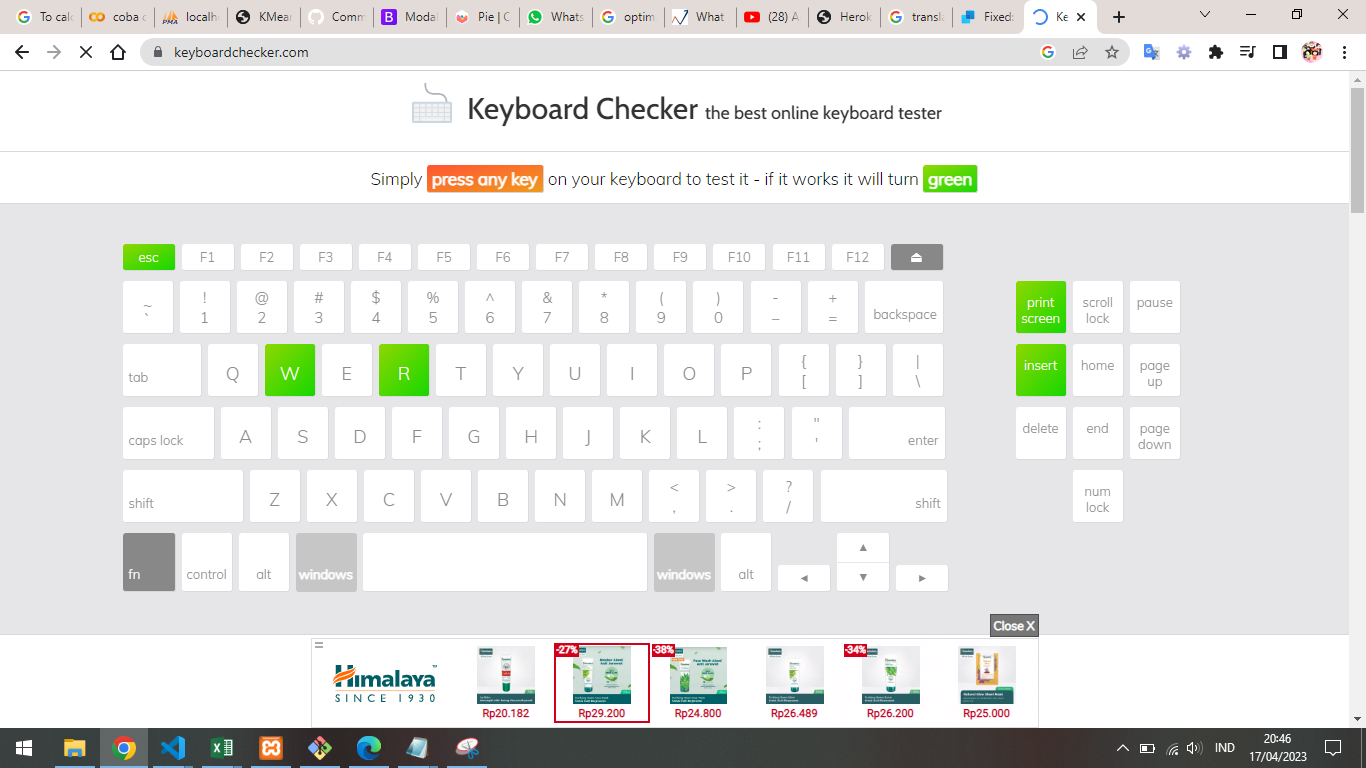 To calc
coba c
localh
KMean
Comm
Modal
Pie | C
Whats
optim
What
(28) A
Herok
transla
Fixed:
Ke
keyboardchecker.com
Keyboard Checker the best online keyboard tester
Simply press any key on your keyboard to test it - if it works it will turn green
esc F1 F2 F3 F4 F5 F6 F7 F8 F9 F10 F11 F12
~ ! @ # $ % ^ & * ( ) - +
` 1 2 3 4 5 6 7 8 9 0 _ = backspace
print screen scroll lock pause
tab Q W E R T Y U I O P { [ } ] | \
insert home page up
caps lock A S D F G H J K L : ; " ' enter
delete end page down
shift Z X C V B N M < , > . ? / shift
num lock
fn control alt windows windows alt
Close X
Himalaya
SINCE 1930
-27% -38% -34%
Rp20.182 Rp29.200 Rp24.800 Rp26.489 Rp26.200 Rp25.000
IND
20:46
17/04/2023